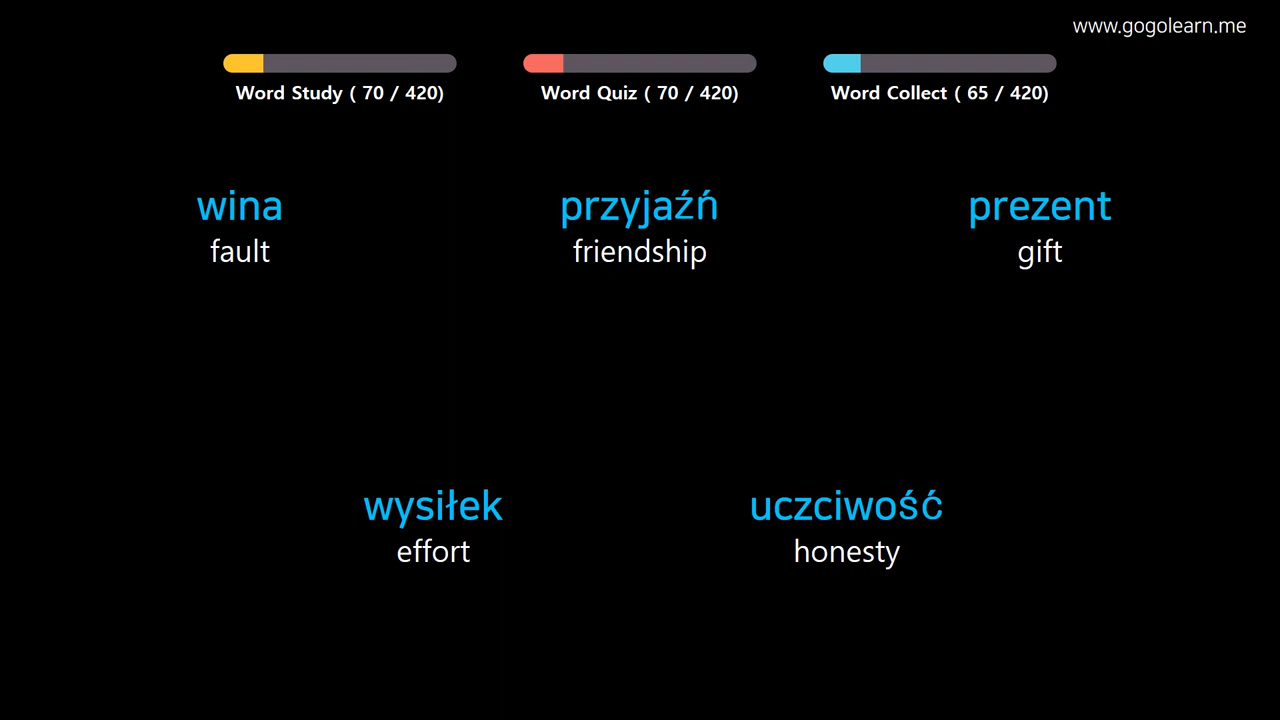 www.gogolearn.me
Word Study ( 70 / 420)
Word Quiz ( 70 / 420)
Word Collect ( 65 / 420)
wina
fault
przyjaźń
friendship
prezent
gift
wysiłek
effort
uczciwość
honesty